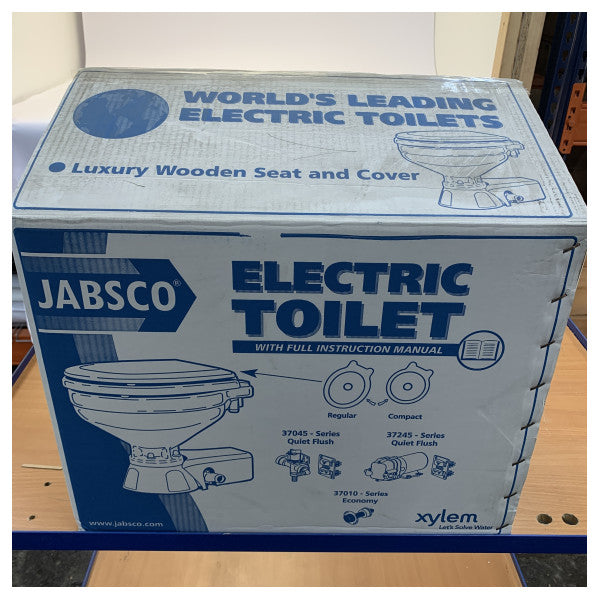 WORLD'S LEADING
ELECTRIC TOILETS
● Luxury Wooden Seat and Cover
JABSCO®
ELECTRIC
TOILET
WITH FULL INSTRUCTION MANUAL
Regular
Compact
37045 - Series
Quiet Flush
37245 - Series
Quiet Flush
37010 - Series
Economy
www.jabsco.com
xylem
Let's Solve Water